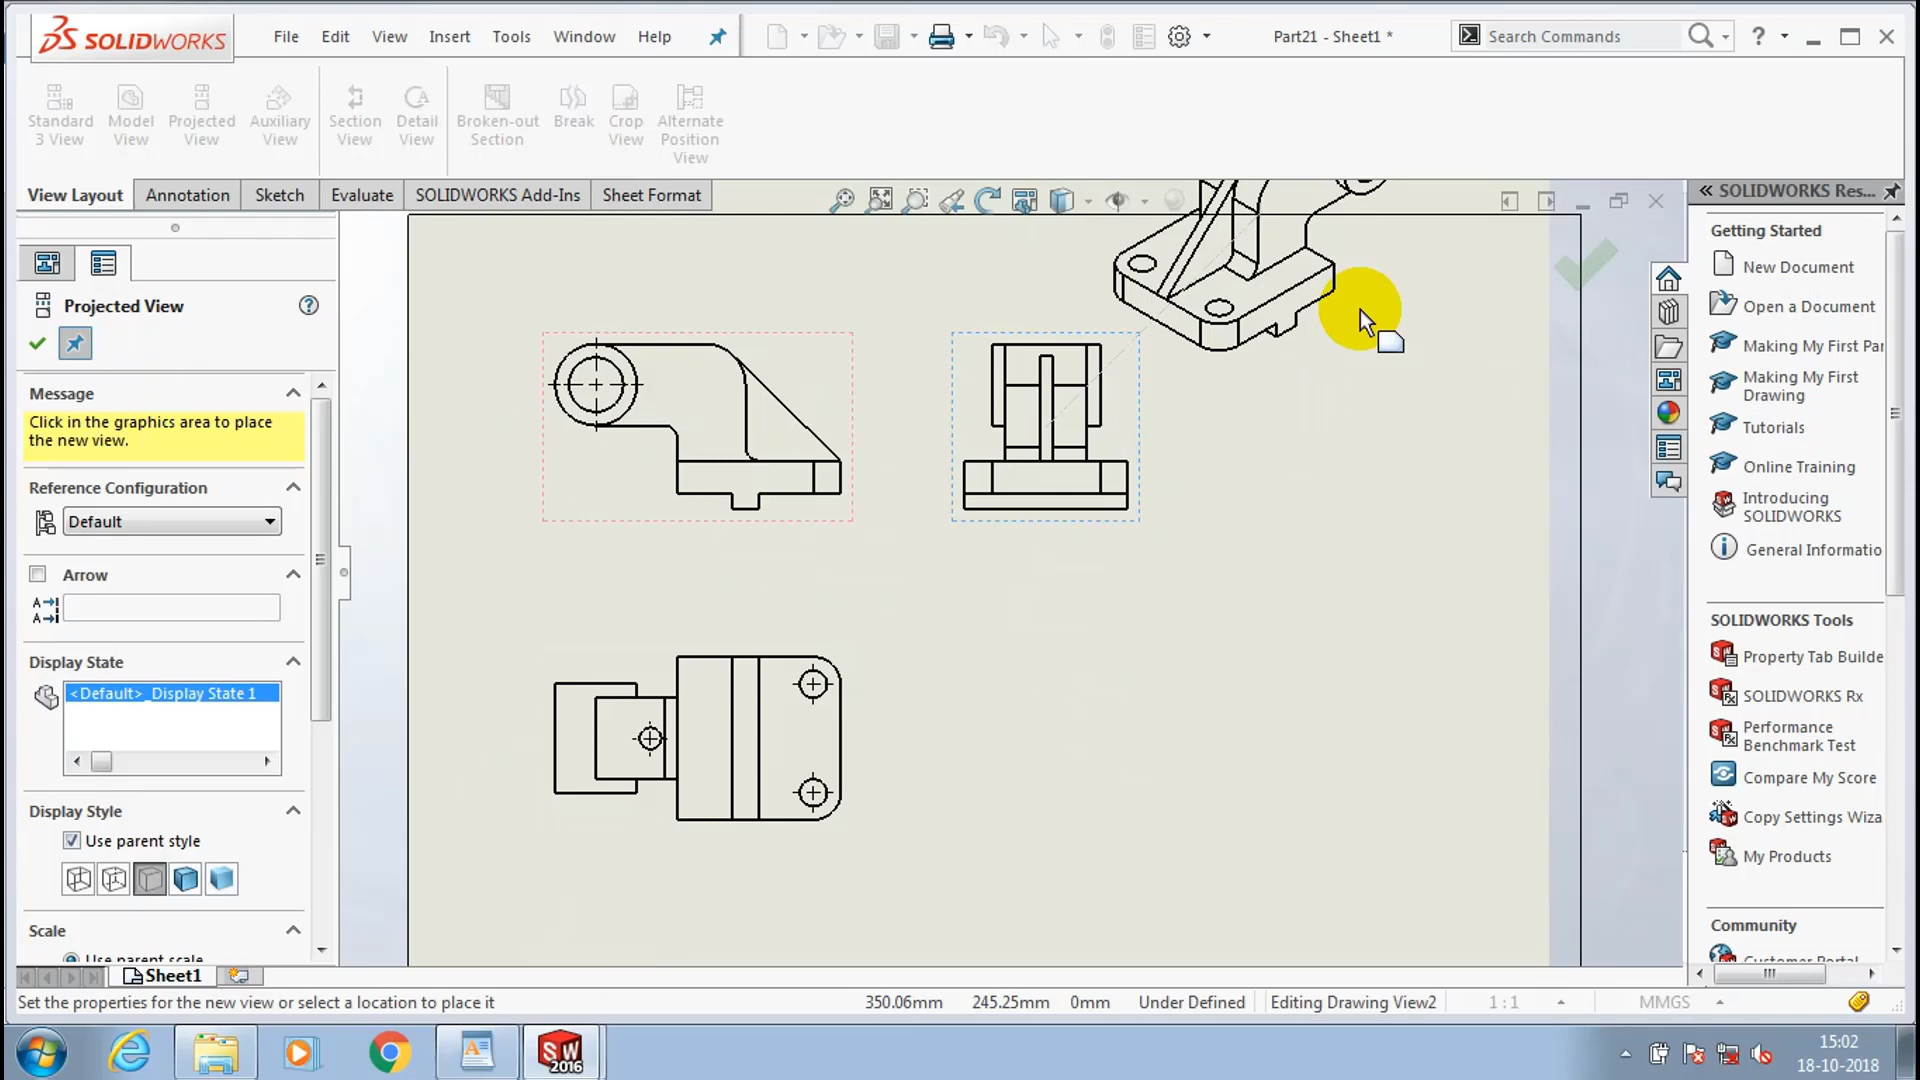 SOLIDWORKS
File Edit View Insert Tools Window Help
Part21 - Sheet1 *
Search Commands
?
Standard
3 View
Model
View
Projected
View
Auxiliary
View
Section
View
Detail
View
Broken-out
Section
Break
Crop
View
Alternate
Position
View
View Layout Annotation Sketch Evaluate SOLIDWORKS Add-Ins Sheet Format
Projected View
?
Message
Click in the graphics area to place
the new view.
Reference Configuration
Default
Arrow
A
A
Display State
<Default>_Display State 1
Display Style
Use parent style
Scale
Use parent scale
Sheet1
SOLIDWORKS Res...
Getting Started
New Document
Open a Document
Making My First Par
Making My First
Drawing
Tutorials
Online Training
Introducing
SOLIDWORKS
General Informatio
SOLIDWORKS Tools
Property Tab Builde
SOLIDWORKS Rx
Performance
Benchmark Test
Compare My Score
Copy Settings Wiza
My Products
Community
Customer Portal
Set the properties for the new view or select a location to place it
350.06mm 245.25mm 0mm Under Defined Editing Drawing View2 1 : 1 MMGS
SW
2016
15:02
18-10-2018